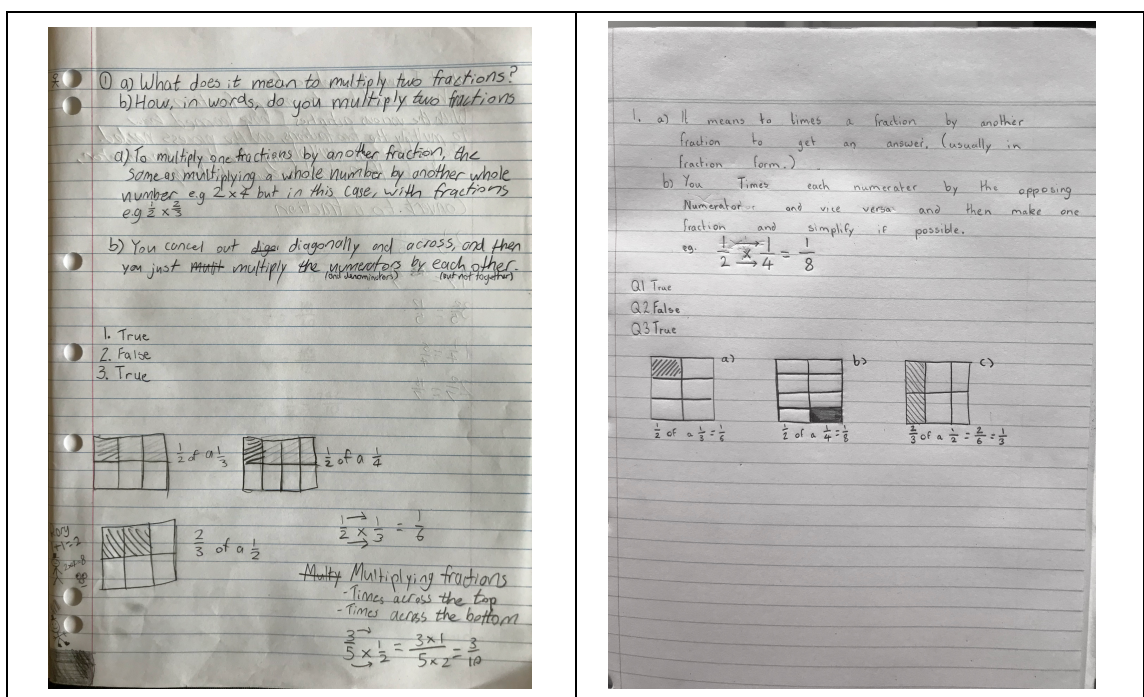 ① a) What does it mean to multiply two fractions?
b) How, in words, do you multiply two fractions
a) To multiply one fractions by another fraction, the
same as multiplying a whole number by another whole
number e.g 2 x 4 but in this case, with fractions
e.g 1/2 x 2/3
b) You cancel out diagonally and across, and then
you just multiply the numerators by each other.
(and denominators) (but not together)
1. True
2. False
3. True
1/2 of a 1/3
1/2 of a 1/4
2/3 of a 1/2
1/2 x 1/3 = 1/6
Multiplying fractions
- Times across the top
- Times across the bottom
3/5 x 1/2 = 3x1/5x2 = 3/10
1. a) It means to times a fraction by another
fraction to get an answer, (usually in
fraction form.)
b) You Times each numerater by the opposing
Numerator and vice versa and then make one
fraction and simplify if possible.
eg. 1/2 x 1/4 = 1/8
Q1 True
Q2 False
Q3 True
a)
b)
c)
1/2 of a 1/3 = 1/6
1/2 of a 1/4 = 1/8
2/3 of a 1/2 = 2/6 = 1/3